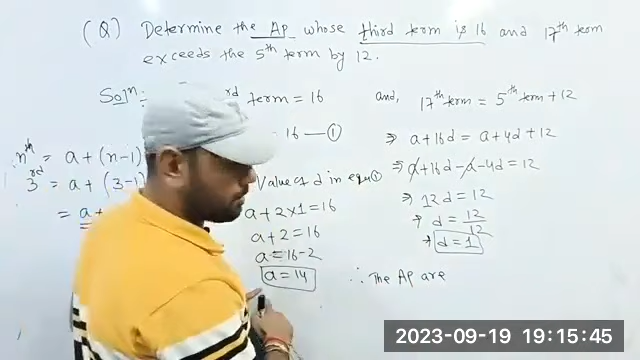 (Q) Determine the AP whose third term is 16 and 17th term
exceeds the 5th term by 12.
Soln:- rd term = 16
= 16 — ①
nth = a + (n-1)
3rd = a + (3-1)
= a +
Value of d in equn ①
a + 2×1 = 16
a + 2 = 16
a = 16 - 2
a = 14
and, 17th term = 5th term + 12
⇒ a + 16d = a + 4d + 12
⇒ a + 16d - a - 4d = 12
⇒ 12d = 12
⇒ d = 12/12
⇒ d = 1
∴ The AP are
2023-09-19 19:15:45